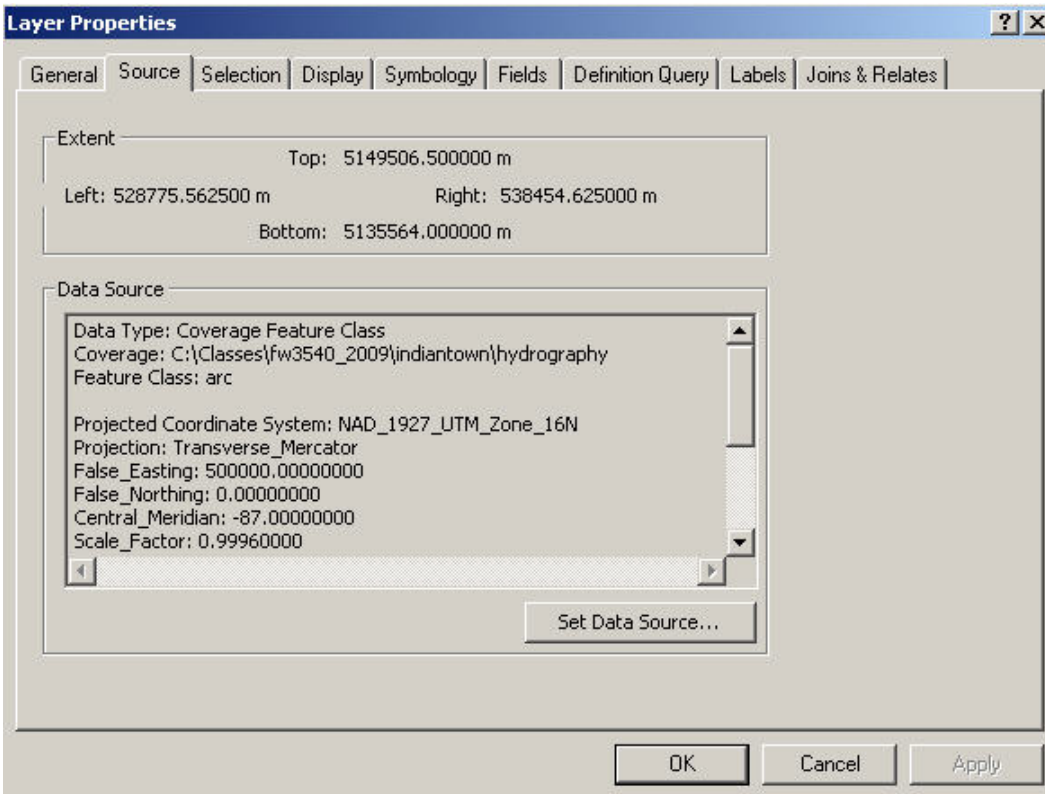 Layer Properties
General Source Selection Display Symbology Fields Definition Query Labels Joins & Relates
Extent
Top: 5149506.500000 m
Left: 528775.562500 m Right: 538454.625000 m
Bottom: 5135564.000000 m
Data Source
Data Type: Coverage Feature Class
Coverage: C:\Classes\fw3540_2009\indiantown\hydrography
Feature Class: arc
Projected Coordinate System: NAD_1927_UTM_Zone_16N
Projection: Transverse_Mercator
False_Easting: 500000.00000000
False_Northing: 0.00000000
Central_Meridian: -87.00000000
Scale_Factor: 0.99960000
Set Data Source...
OK Cancel Apply